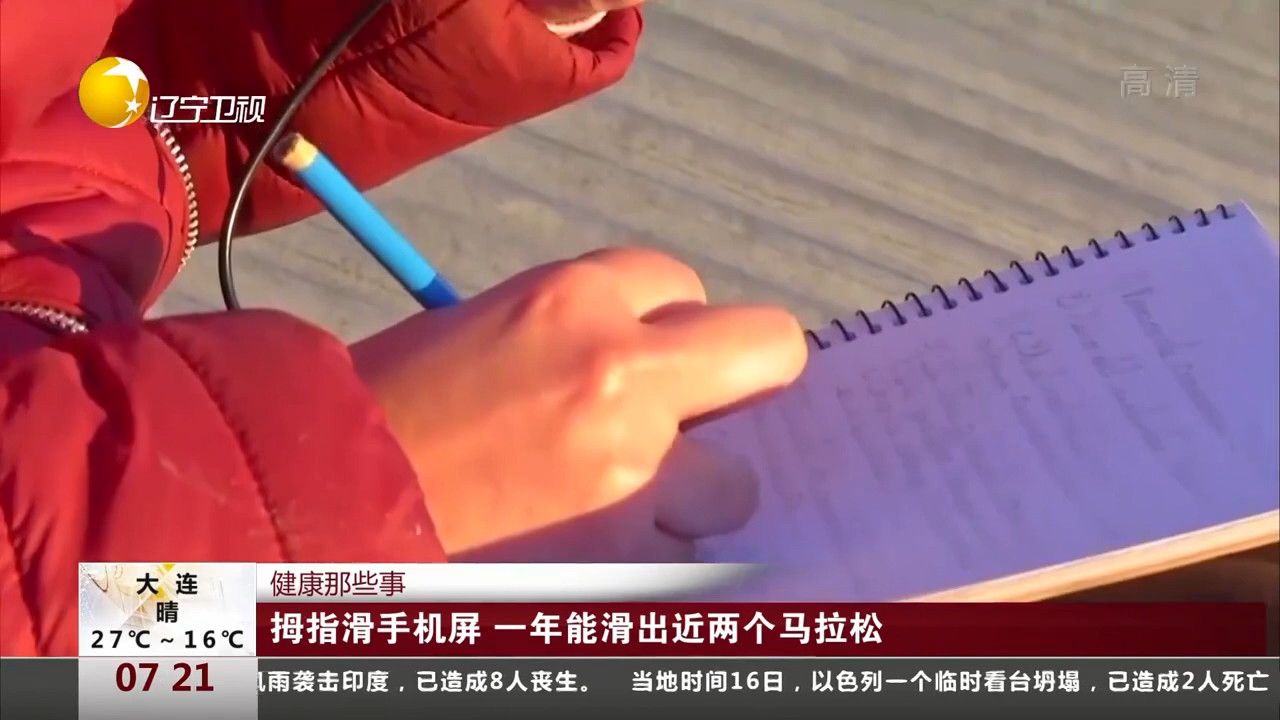 辽宁卫视
高清
健康那些事
拇指滑手机屏 一年能滑出近两个马拉松
大连
晴
27℃~16℃
07 21
风雨袭击印度，已造成8人丧生。 当地时间16日，以色列一个临时看台坍塌，已造成2人死亡